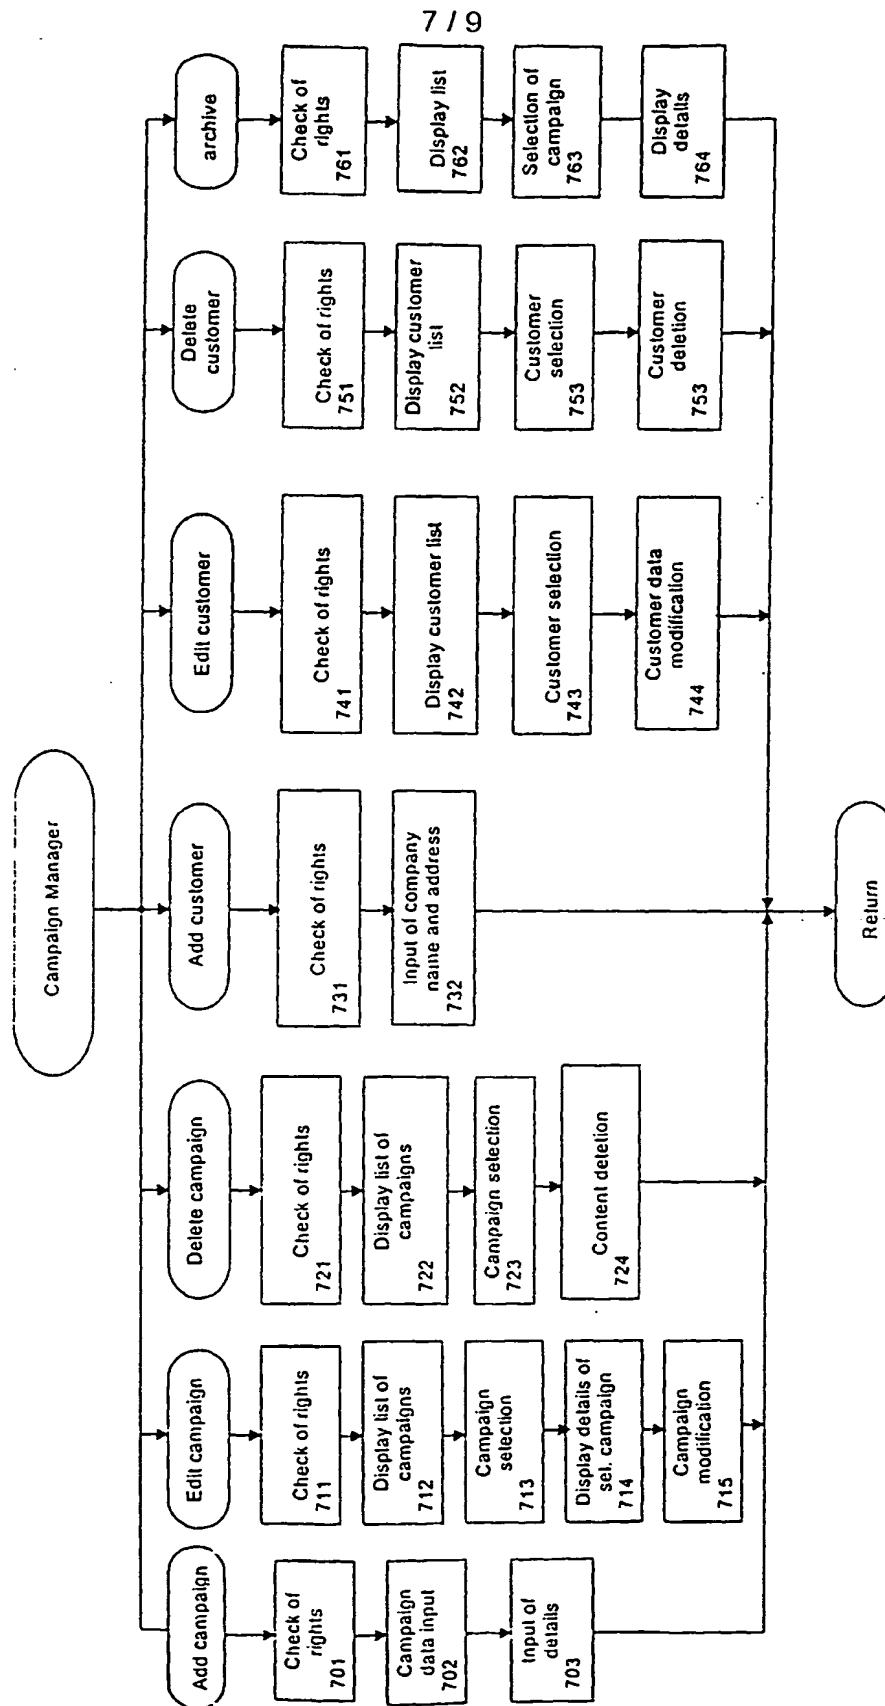 7 / 9
Campaign Manager
Add campaign
Check of
rights
701
Campaign
data input
702
Input of
details
703
Edit campaign
Check of rights
711
Display list of
campaigns
712
Campaign
selection
713
Display details of
sel. campaign
714
Campaign
modification
715
Delete campaign
Check of rights
721
Display list of
campaigns
722
Campaign selection
723
Content deletion
724
Add customer
Check of rights
731
Input of company
name and address
732
Edit customer
Check of rights
741
Display customer list
742
Customer selection
743
Customer data
modification
744
Delete
customer
Check of rights
751
Display customer
list
752
Customer
selection
753
Customer
deletion
753
archive
Check of
rights
761
Display list
762
Selection of
campaign
763
Display
details
764
Return